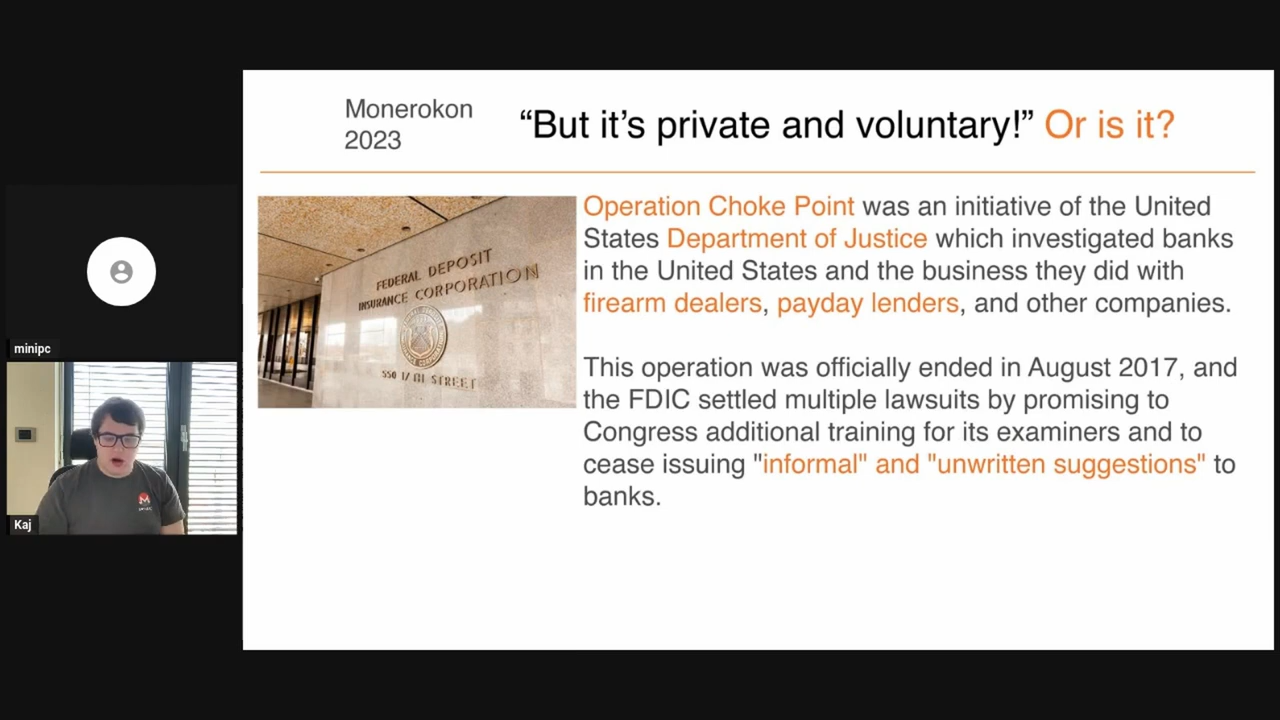 Monerokon
2023
“But it’s private and voluntary!” Or is it?
FEDERAL DEPOSIT
INSURANCE CORPORATION
550 17TH STREET
Operation Choke Point was an initiative of the United
States Department of Justice which investigated banks
in the United States and the business they did with
firearm dealers, payday lenders, and other companies.
This operation was officially ended in August 2017, and
the FDIC settled multiple lawsuits by promising to
Congress additional training for its examiners and to
cease issuing "informal" and "unwritten suggestions" to
banks.
minipc
Kaj